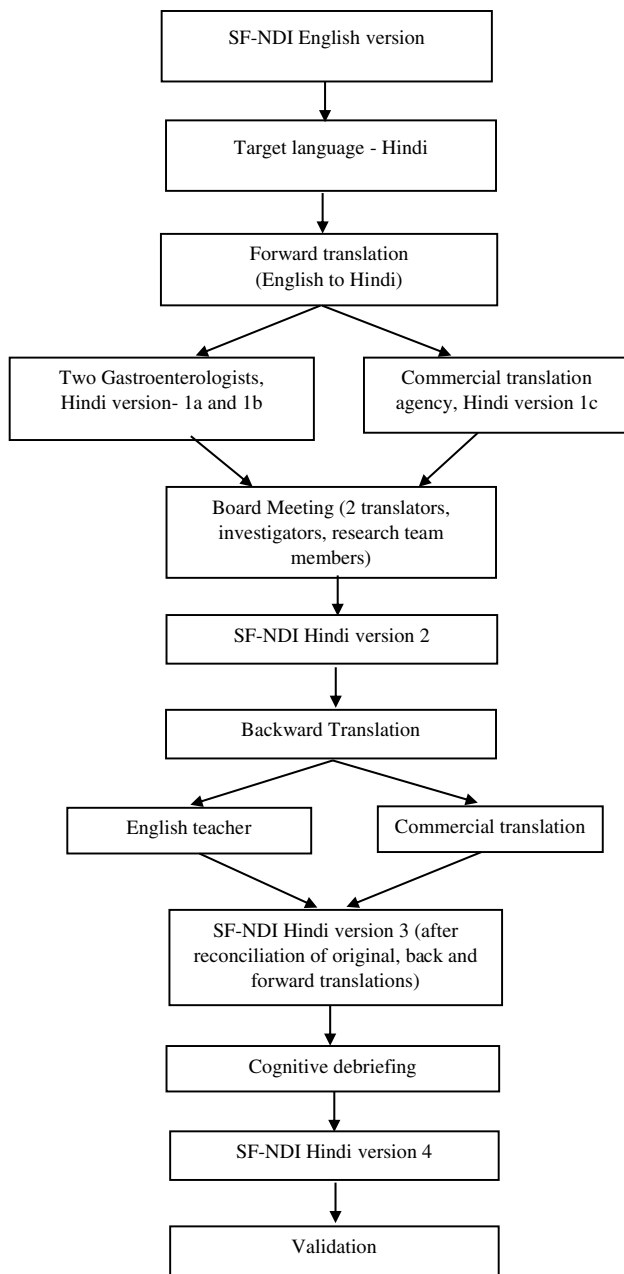 SF-NDI English version
Target language - Hindi
Forward translation
(English to Hindi)
Two Gastroenterologists,
Hindi version- 1a and 1b
Commercial translation
agency, Hindi version 1c
Board Meeting (2 translators,
investigators, research team
members)
SF-NDI Hindi version 2
Backward Translation
English teacher
Commercial translation
SF-NDI Hindi version 3 (after
reconciliation of original, back and
forward translations)
Cognitive debriefing
SF-NDI Hindi version 4
Validation